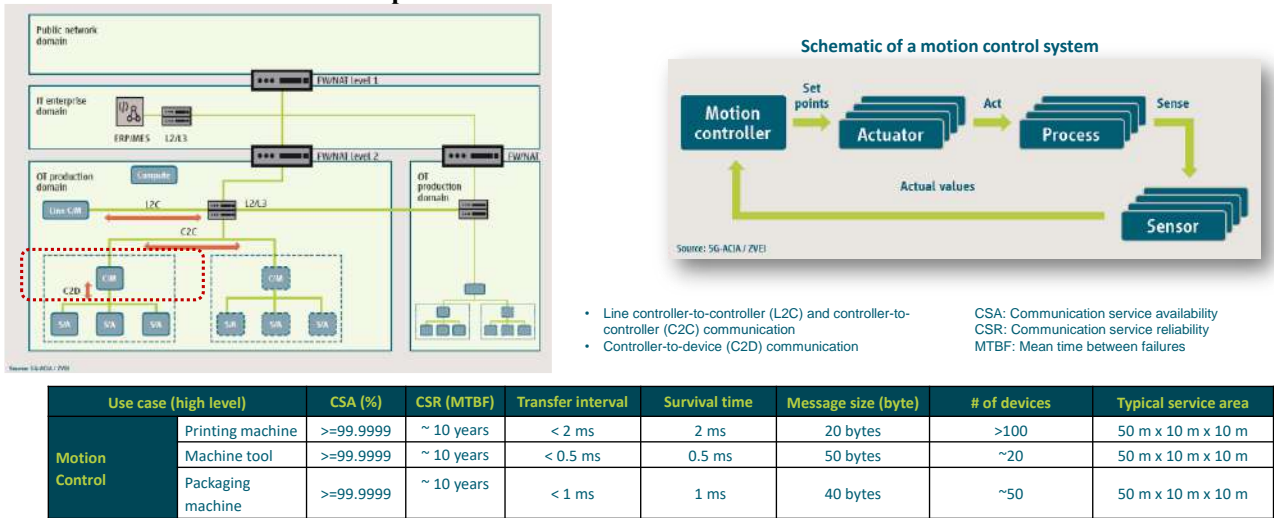 Public network
domain
FW/NAT level 1
IT enterprise
domain
ERP/MES
L2/L3
FW/NAT level 2
FW/NAT
OT production
domain
Compute
OT
production
domain
Line C/M
L2C
L2/L3
C2C
C/M
C/M
C2D
S/A
S/A
S/A
S/A
S/A
S/A
Source: 5G-ACIA / ZVEI
Schematic of a motion control system
Motion
controller
Set
points
Actuator
Act
Process
Sense
Actual values
Sensor
Source: 5G-ACIA / ZVEI
• Line controller-to-controller (L2C) and controller-to-
controller (C2C) communication
• Controller-to-device (C2D) communication
CSA: Communication service availability
CSR: Communication service reliability
MTBF: Mean time between failures
Use case (high level) CSA (%) CSR (MTBF) Transfer interval Survival time Message size (byte) # of devices Typical service area
Motion
Control
Printing machine >=99.9999 ~ 10 years < 2 ms 2 ms 20 bytes >100 50 m x 10 m x 10 m
Machine tool >=99.9999 ~ 10 years < 0.5 ms 0.5 ms 50 bytes ~20 50 m x 10 m x 10 m
Packaging
machine
>=99.9999 ~ 10 years < 1 ms 1 ms 40 bytes ~50 50 m x 10 m x 10 m